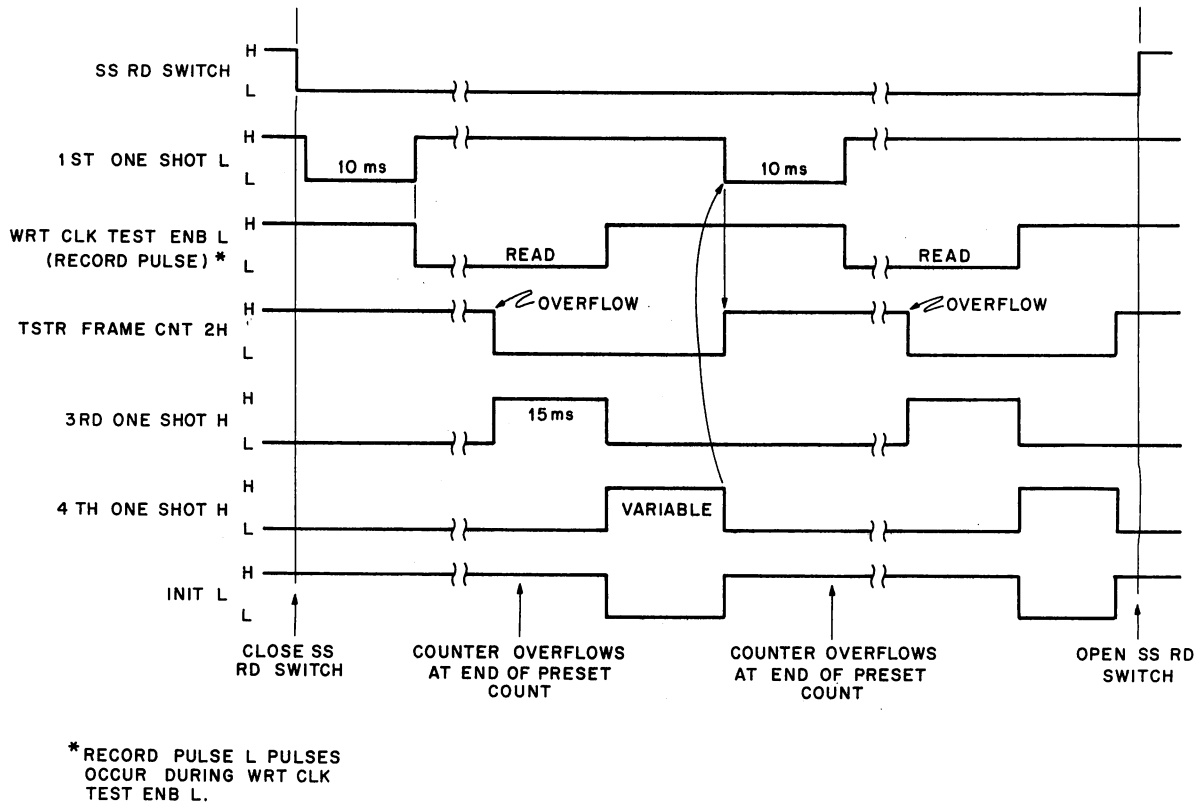 H
SS RD SWITCH
L
H
1ST ONE SHOT L
10 ms
10 ms
L
H
WRT CLK TEST ENB L
(RECORD PULSE) *
READ
READ
L
H
OVERFLOW
OVERFLOW
TSTR FRAME CNT 2H
L
H
3RD ONE SHOT H
15 ms
L
H
4 TH ONE SHOT H
VARIABLE
L
H
INIT L
L
CLOSE SS
RD SWITCH
COUNTER OVERFLOWS
AT END OF PRESET
COUNT
COUNTER OVERFLOWS
AT END OF PRESET
COUNT
OPEN SS RD
SWITCH
* RECORD PULSE L PULSES
OCCUR DURING WRT CLK
TEST ENB L.